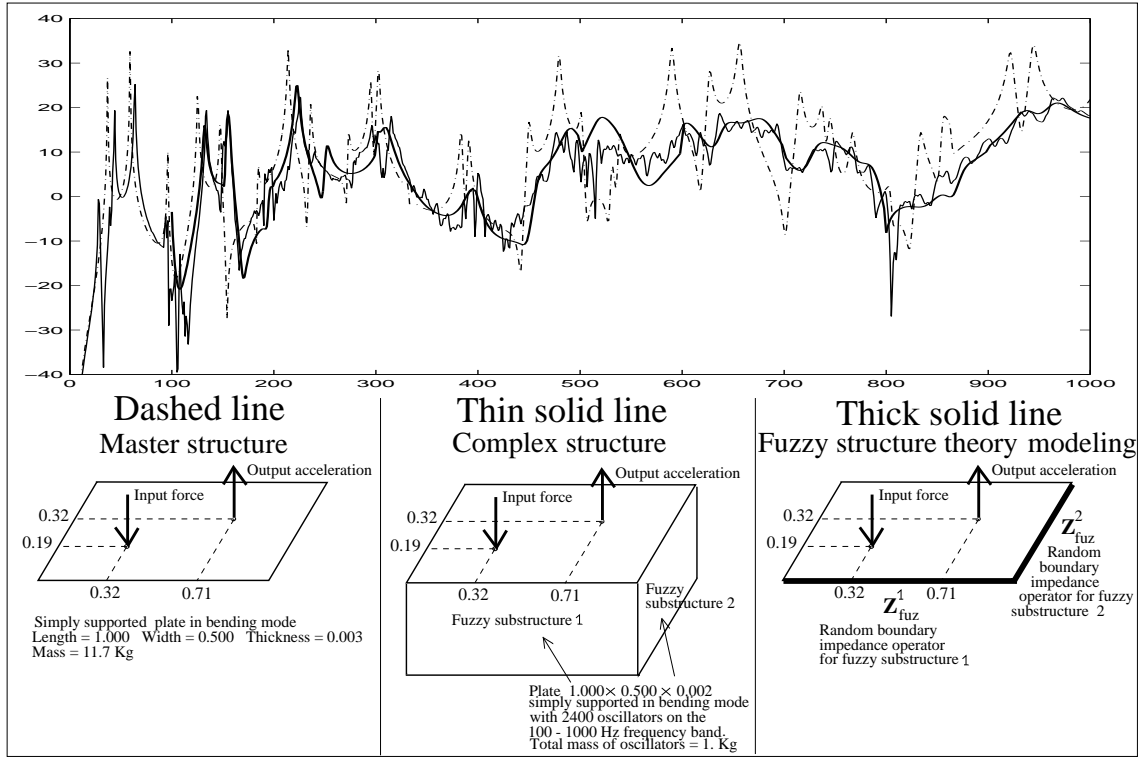 40
30
20
10
0
−10
−20
−30
−40
0 100 200 300 400 500 600 700 800 900 1000
Dashed line
Master structure
Output acceleration
Input force
0.32
0.19
0.32 0.71
Simply supported plate in bending mode
Length = 1.000 Width = 0.500 Thickness = 0.003
Mass = 11.7 Kg
Thin solid line
Complex structure
Output acceleration
Input force
0.32
0.19
0.32 0.71
Fuzzy
substructure 2
Fuzzy substructure 1
Plate 1.000 × 0.500 × 0.002
simply supported in bending mode
with 2400 oscillators on the
100 - 1000 Hz frequency band.
Total mass of oscillators = 1. Kg
Thick solid line
Fuzzy structure theory modeling
Output acceleration
Input force
0.32
0.19
0.32 0.71
Z 2 fuz
Random
boundary
impedance
operator for fuzzy
substructure 2
Z 1 fuz
Random boundary
impedance operator
for fuzzy substructure 1